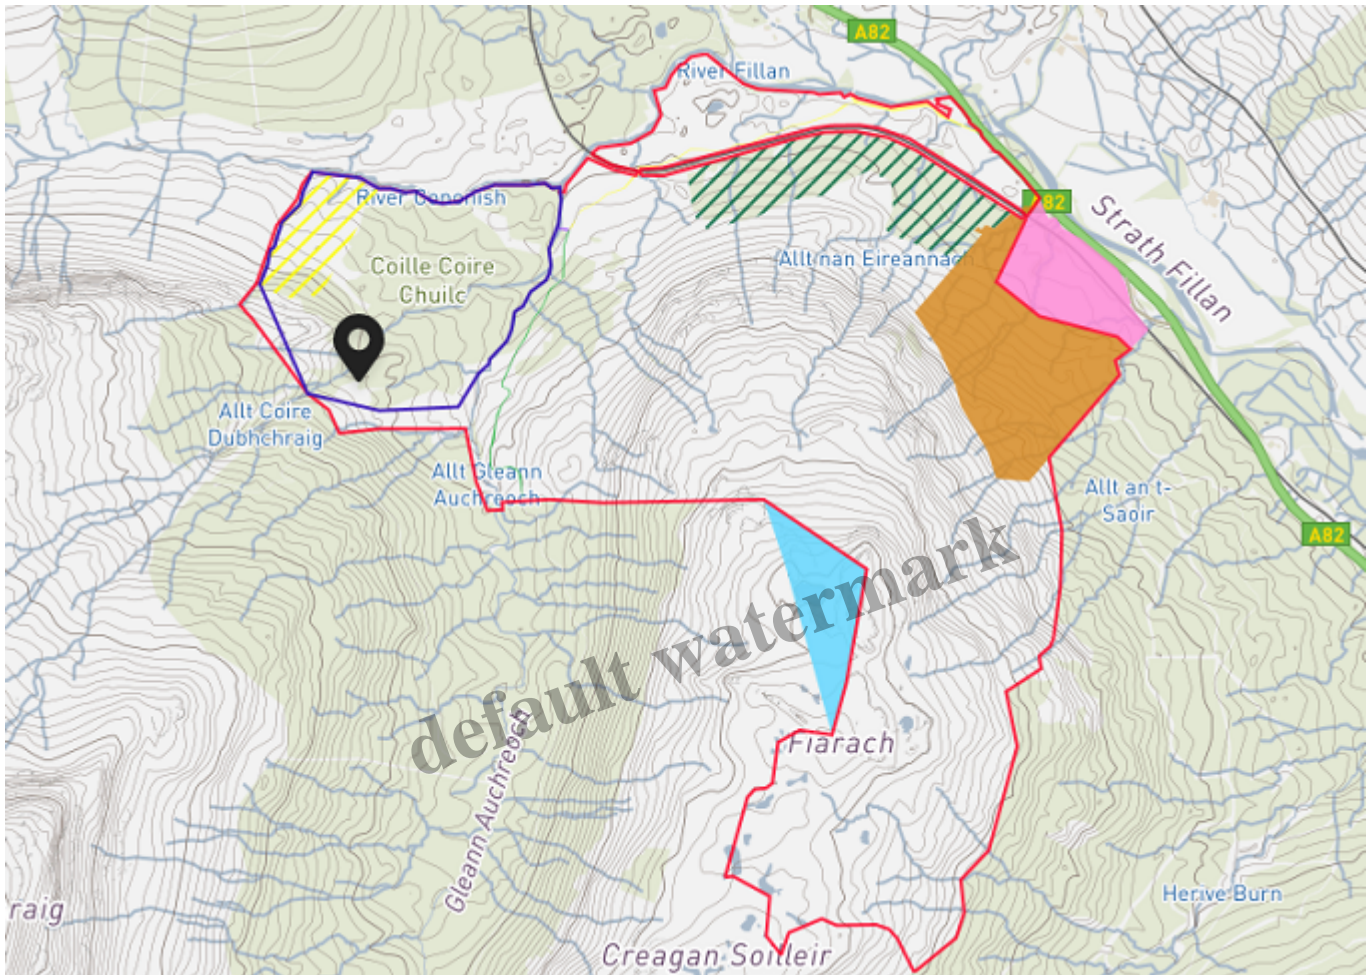 A82
River Fillan
River Cononish
A82
Strath Fillan
Coille Coire
Chuilc
Allt nan Eireannach
Allt Coire
Dubhchraig
Allt Gleann
Auchreoch
Allt an t-
Saoir
A82
default watermark
Fiarach
Gleann Auchreoch
Herive Burn
raig
Creagan Soilleir